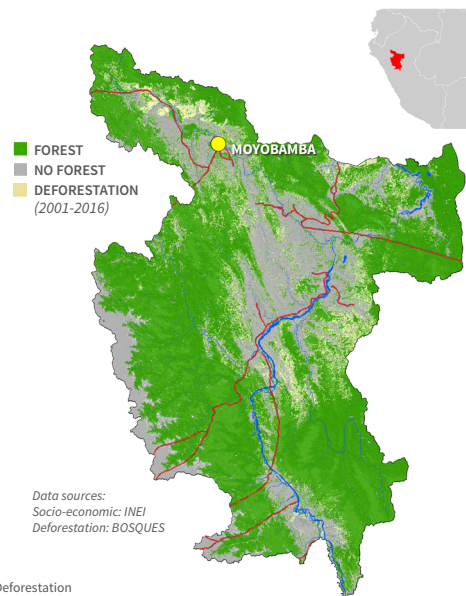 MOYOBAMBA
FOREST
NO FOREST
DEFORESTATION
(2001-2016)
Data sources:
Socio-economic: INEI
Deforestation: BOSQUES
Deforestation